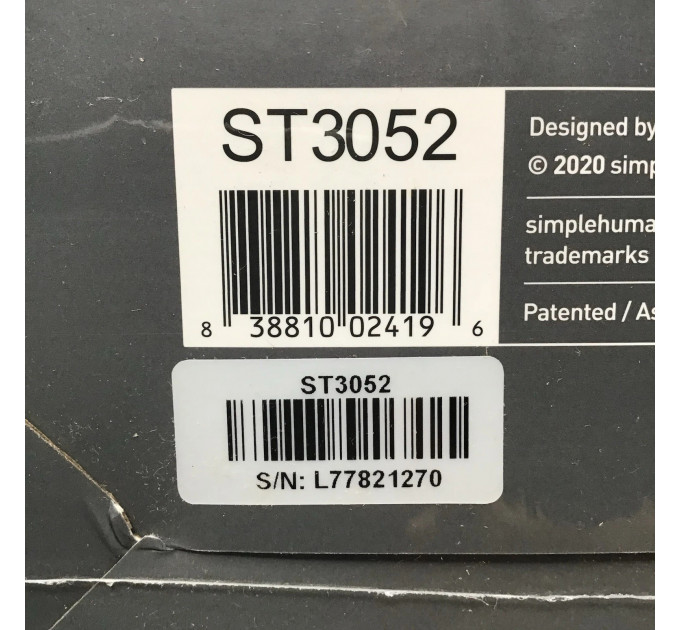 ST3052
8 38810 02419 6
ST3052
S/N: L77821270
Designed by
© 2020 simp
simplehuma
trademarks
Patented / As